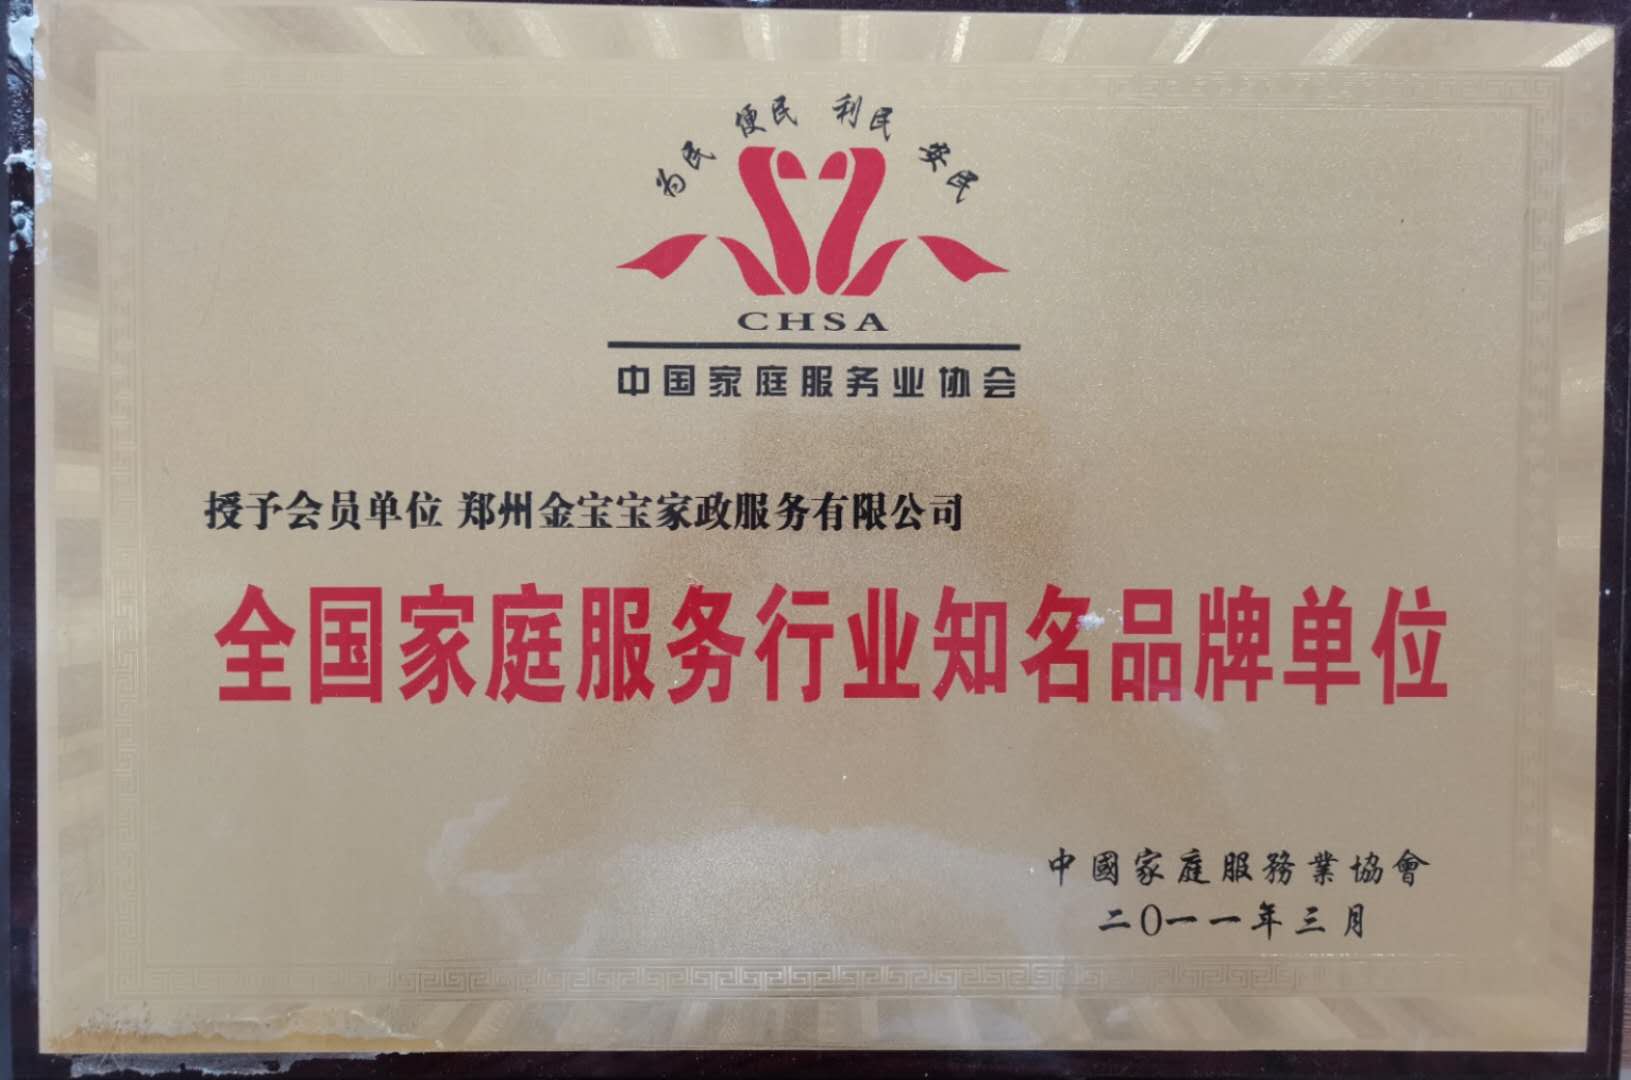 为民 便民 利民 安民
CHSA
中国家庭服务业协会
授予会员单位 郑州金宝宝家政服务有限公司
全国家庭服务行业知名品牌单位
中國家庭服務業協會
二〇一一年三月